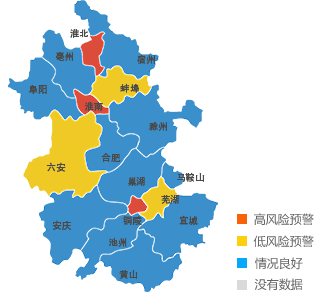 淮北
亳州
宿州
阜阳
蚌埠
淮南
滁州
合肥
六安
巢湖
马鞍山
芜湖
铜陵
宣城
安庆
池州
黄山
高风险预警
低风险预警
情况良好
没有数据